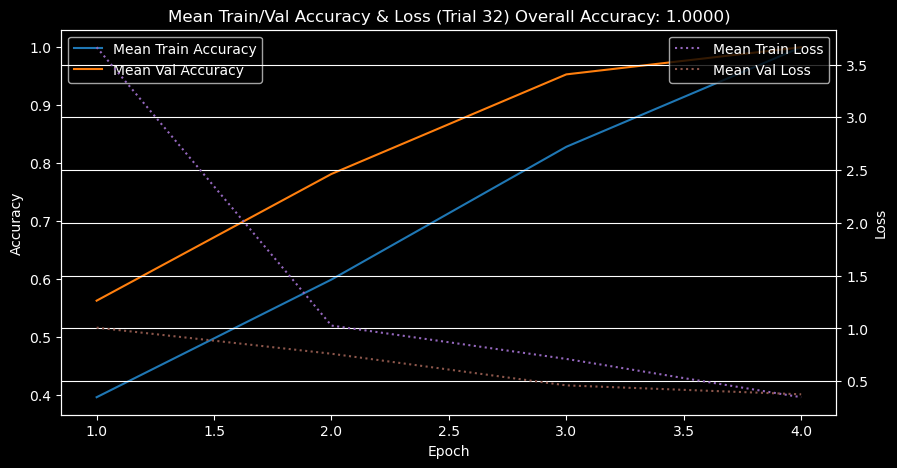 Mean Train/Val Accuracy & Loss (Trial 32) Overall Accuracy: 1.0000)
Mean Train Accuracy
Mean Val Accuracy
Mean Train Loss
Mean Val Loss
Accuracy
1.0
0.9
0.8
0.7
0.6
0.5
0.4
3.5
3.0
2.5
2.0
1.5
1.0
0.5
Loss
1.0 1.5 2.0 2.5 3.0 3.5 4.0
Epoch